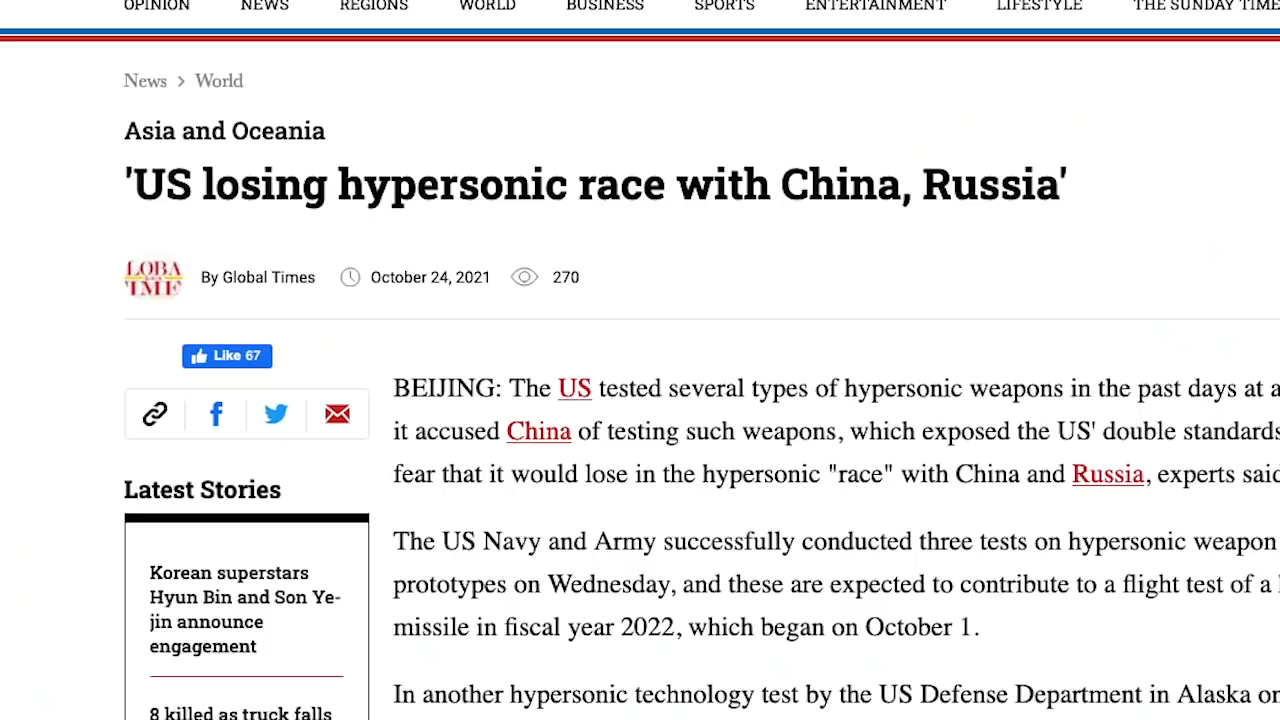 OPINION NEWS REGIONS WORLD BUSINESS SPORTS ENTERTAINMENT LIFESTYLE THE SUNDAY TIME
News > World
Asia and Oceania
'US losing hypersonic race with China, Russia'
LOBA
TIME
By Global Times October 24, 2021 270
Like 67
BEIJING: The US tested several types of hypersonic weapons in the past days at a
it accused China of testing such weapons, which exposed the US' double standards
fear that it would lose in the hypersonic "race" with China and Russia, experts said
Latest Stories
Korean superstars
Hyun Bin and Son Ye-
jin announce
engagement
8 killed as truck falls
The US Navy and Army successfully conducted three tests on hypersonic weapon
prototypes on Wednesday, and these are expected to contribute to a flight test of a
missile in fiscal year 2022, which began on October 1.
In another hypersonic technology test by the US Defense Department in Alaska on